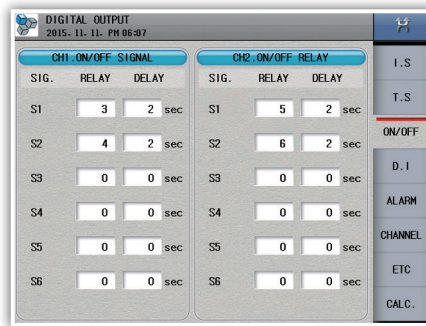 DIGITAL OUTPUT
2015. 11. 11. PM 06:07
CH1.ON/OFF SIGNAL
SIG. RELAY DELAY
S1 3 2 sec
S2 4 2 sec
S3 0 0 sec
S4 0 0 sec
S5 0 0 sec
S6 0 0 sec
CH2.ON/OFF RELAY
SIG. RELAY DELAY
S1 5 2 sec
S2 6 2 sec
S3 0 0 sec
S4 0 0 sec
S5 0 0 sec
S6 0 0 sec
I.S
T.S
ON/OFF
D.I
ALARM
CHANNEL
ETC
CALC.